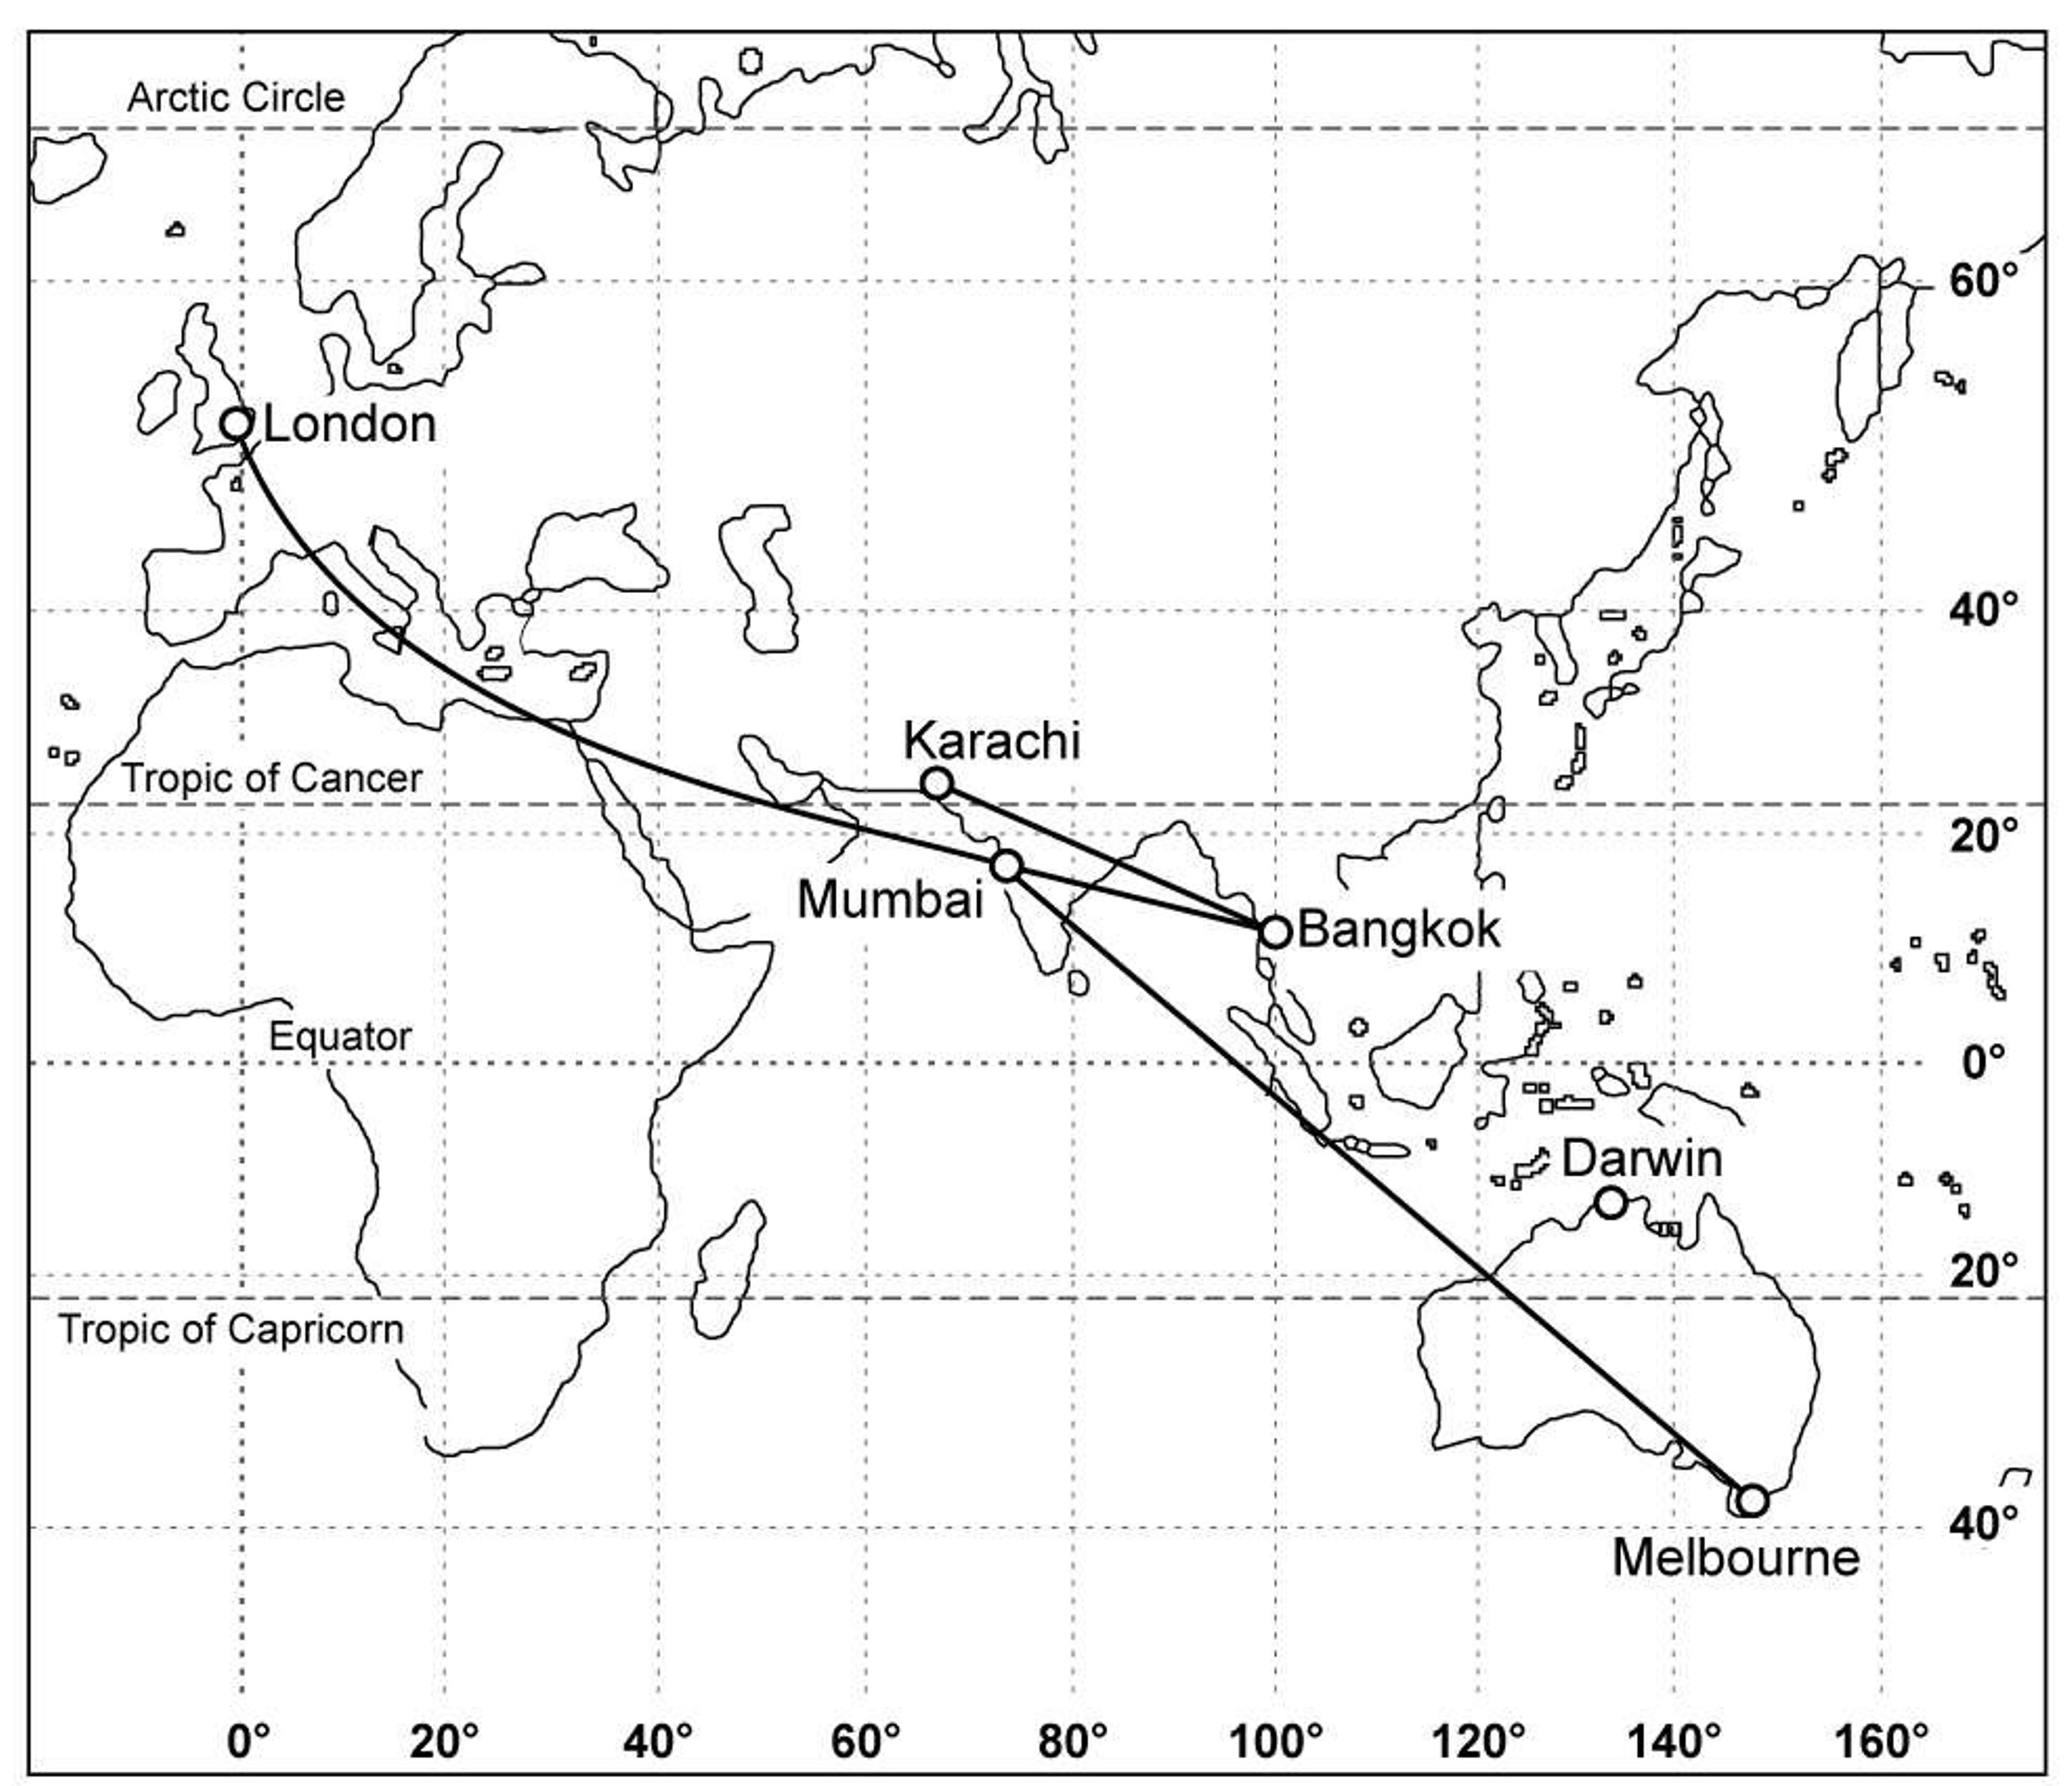 Arctic Circle
60°
London
40°
Karachi
Tropic of Cancer
20°
Mumbai
Bangkok
Equator
0°
Darwin
20°
Tropic of Capricorn
40°
Melbourne
0° 20° 40° 60° 80° 100° 120° 140° 160°